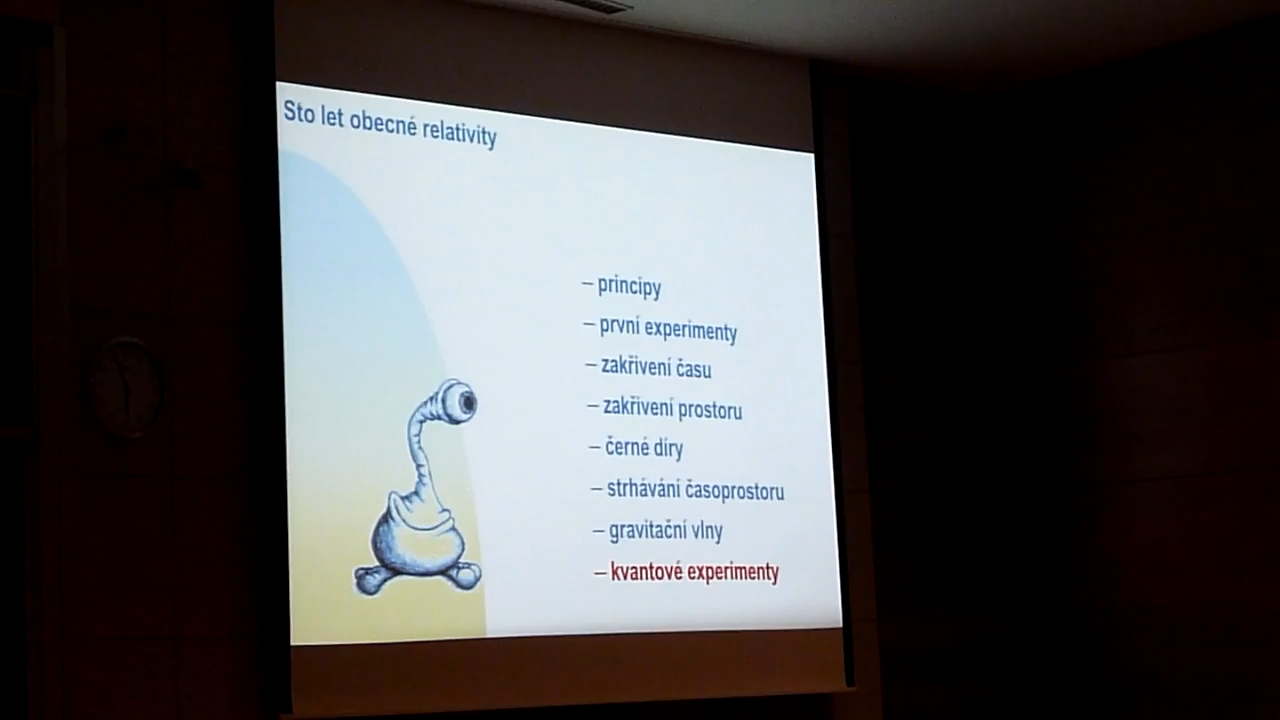 Sto let obecné relativity
– principy
– první experimenty
– zakřivení času
– zakřivení prostoru
– černé díry
– strhávání časoprostoru
– gravitační vlny
– kvantové experimenty